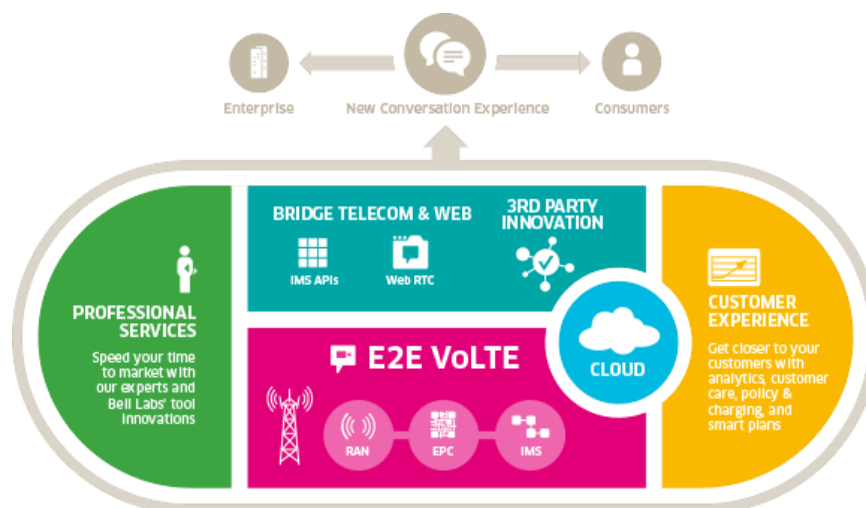 Enterprise
New Conversation Experience
Consumers
BRIDGE TELECOM & WEB
IMS APIs
Web RTC
3RD PARTY
INNOVATION
PROFESSIONAL
SERVICES
Speed your time
to market with
our experts and
Bell Labs' tool
innovations
E2E VoLTE
RAN
EPC
IMS
CLOUD
CUSTOMER
EXPERIENCE
Get closer to your
customers with
analytics, customer
care, policy &
charging, and
smart plans